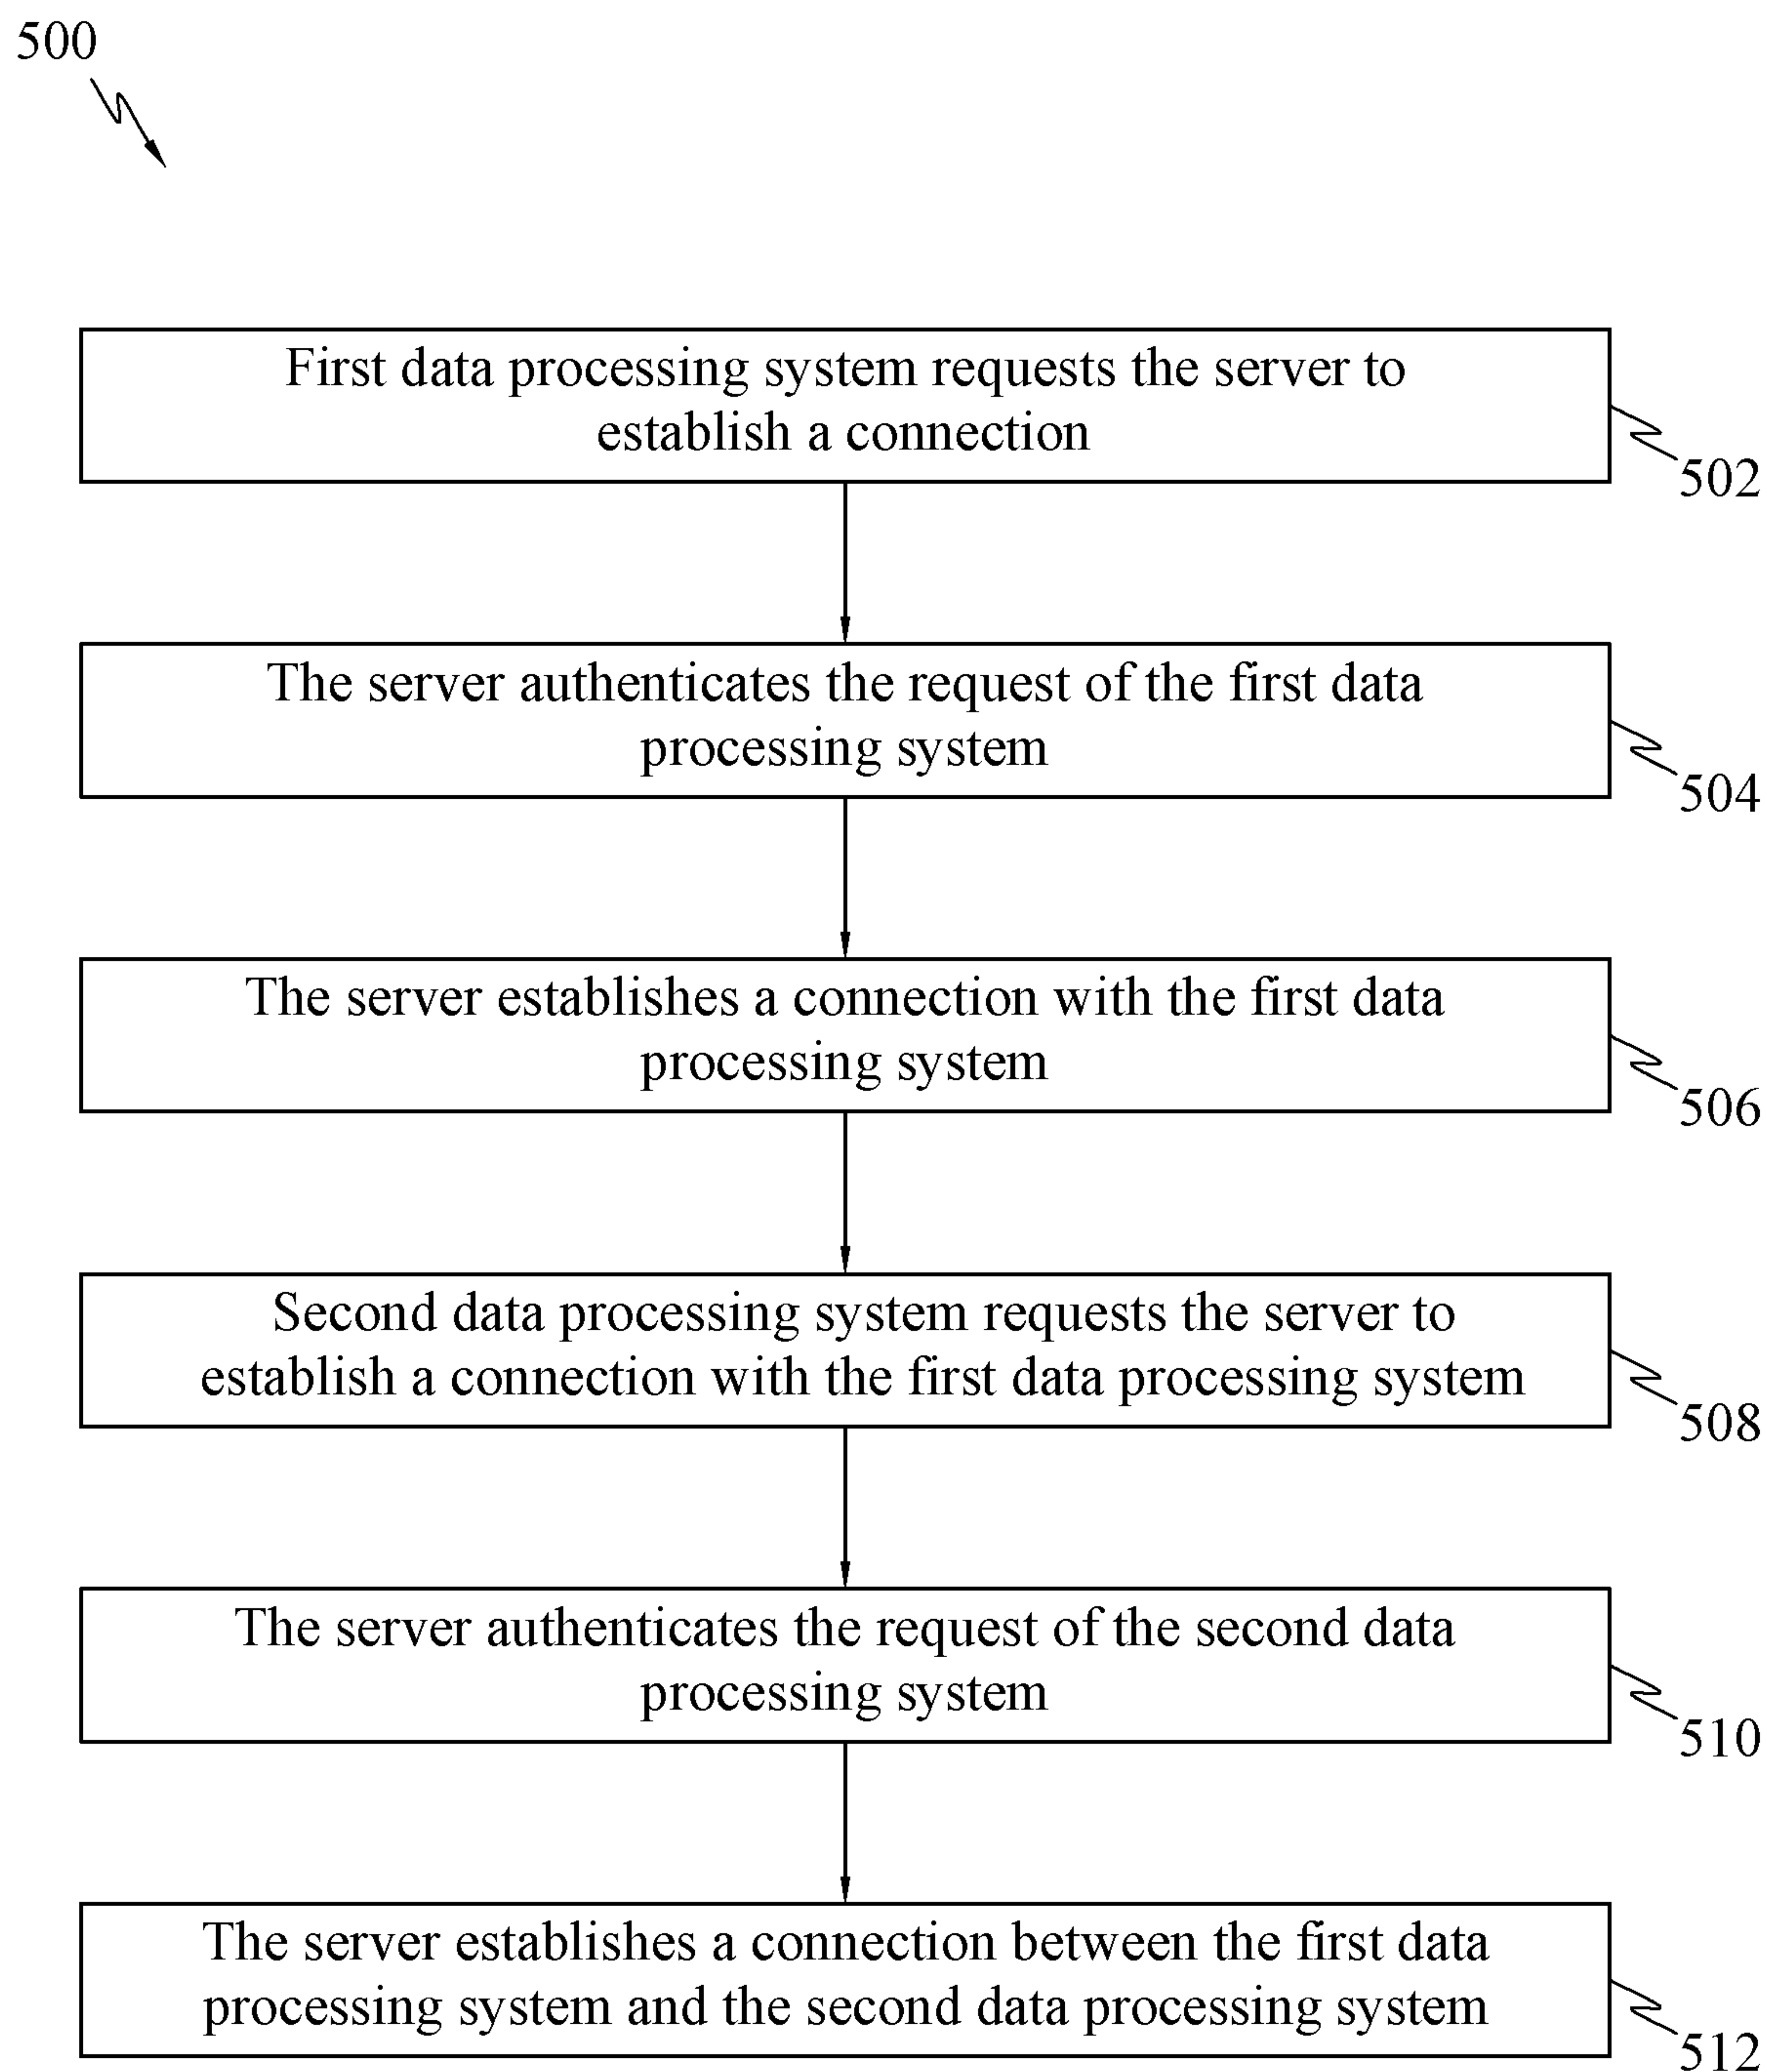 500
First data processing system requests the server to
establish a connection
502
The server authenticates the request of the first data
processing system
504
The server establishes a connection with the first data
processing system
506
Second data processing system requests the server to
establish a connection with the first data processing system
508
The server authenticates the request of the second data
processing system
510
The server establishes a connection between the first data
processing system and the second data processing system
512